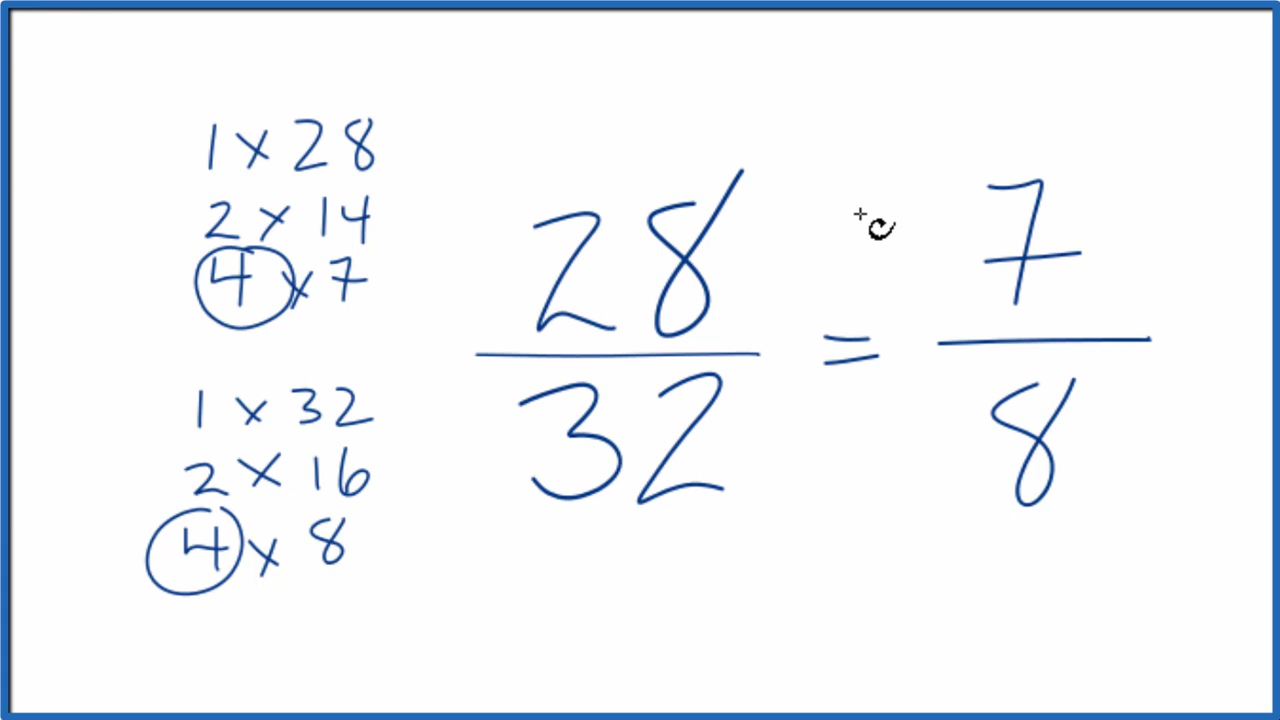 1 x 28
2 x 14
4 x 7
1 x 32
2 x 16
4 x 8
28
32
=
7
8